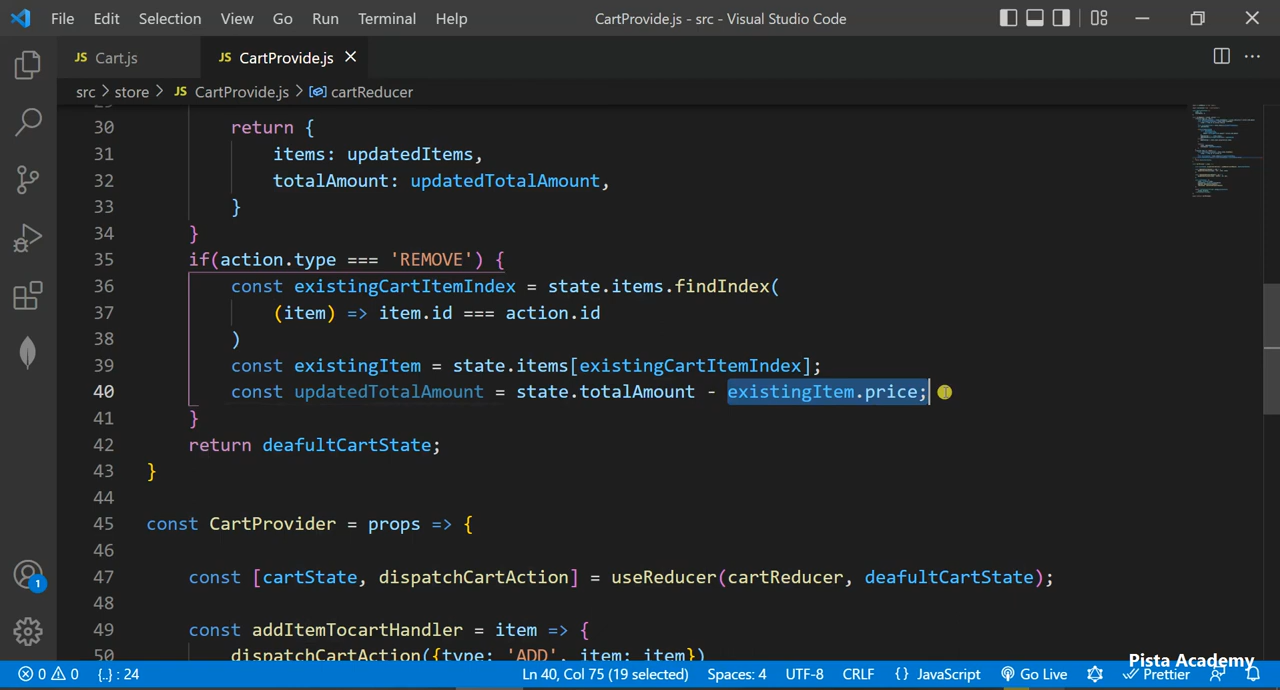 File Edit Selection View Go Run Terminal Help CartProvide.js - src - Visual Studio Code
JS Cart.js JS CartProvide.js
src > store > JS CartProvide.js > cartReducer
30 return {
31 items: updatedItems,
32 totalAmount: updatedTotalAmount,
33 }
34 }
35 if(action.type === 'REMOVE') {
36 const existingCartItemIndex = state.items.findIndex(
37 (item) => item.id === action.id
38 )
39 const existingItem = state.items[existingCartItemIndex];
40 const updatedTotalAmount = state.totalAmount - existingItem.price;
41 }
42 return deafultCartState;
43 }
44
45 const CartProvider = props => {
46
47 const [cartState, dispatchCartAction] = useReducer(cartReducer, deafultCartState);
48
49 const addItemTocartHandler = item => {
50 dispatchCartAction({type: 'ADD', item: item})
1
Pista Academy
0 0 {..} : 24 Ln 40, Col 75 (19 selected) Spaces: 4 UTF-8 CRLF {} JavaScript Go Live Prettier